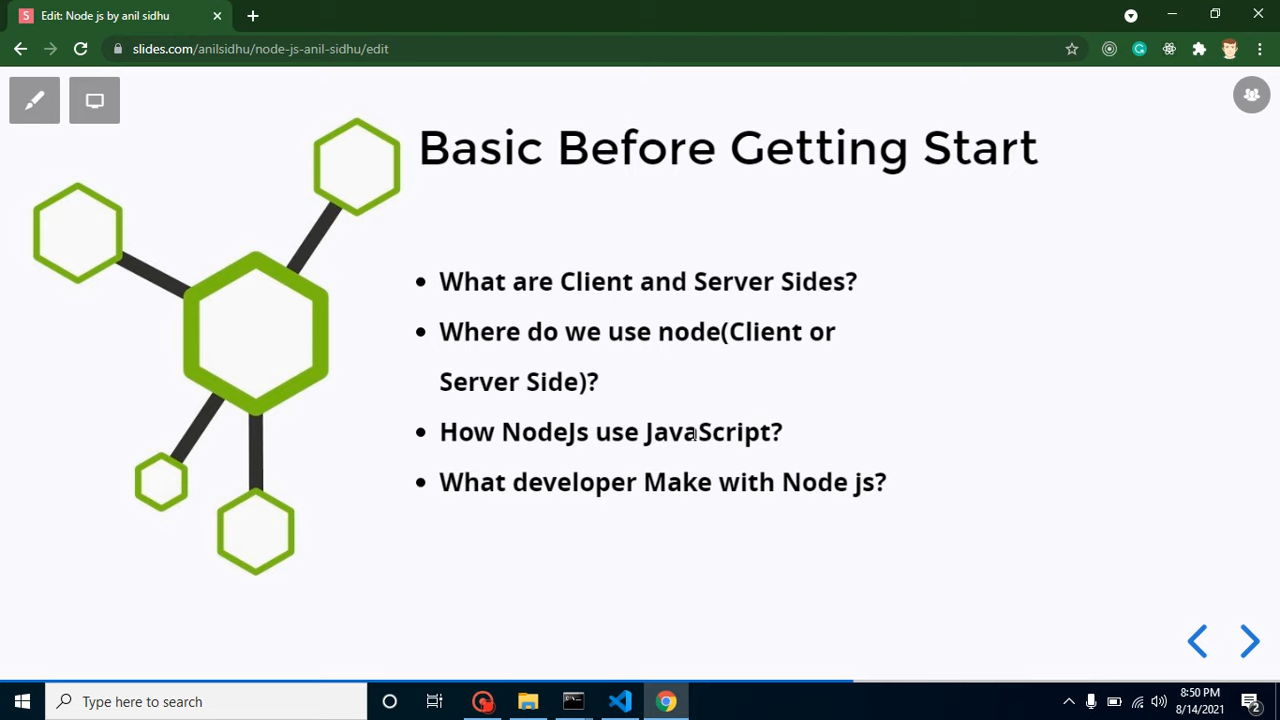 Edit: Node js by anil sidhu
slides.com/anilsidhu/node-js-anil-sidhu/edit
Basic Before Getting Start
What are Client and Server Sides?
Where do we use node(Client or
Server Side)?
How NodeJs use JavaScript?
What developer Make with Node js?
Type here to search
8:50 PM
8/14/2021
2